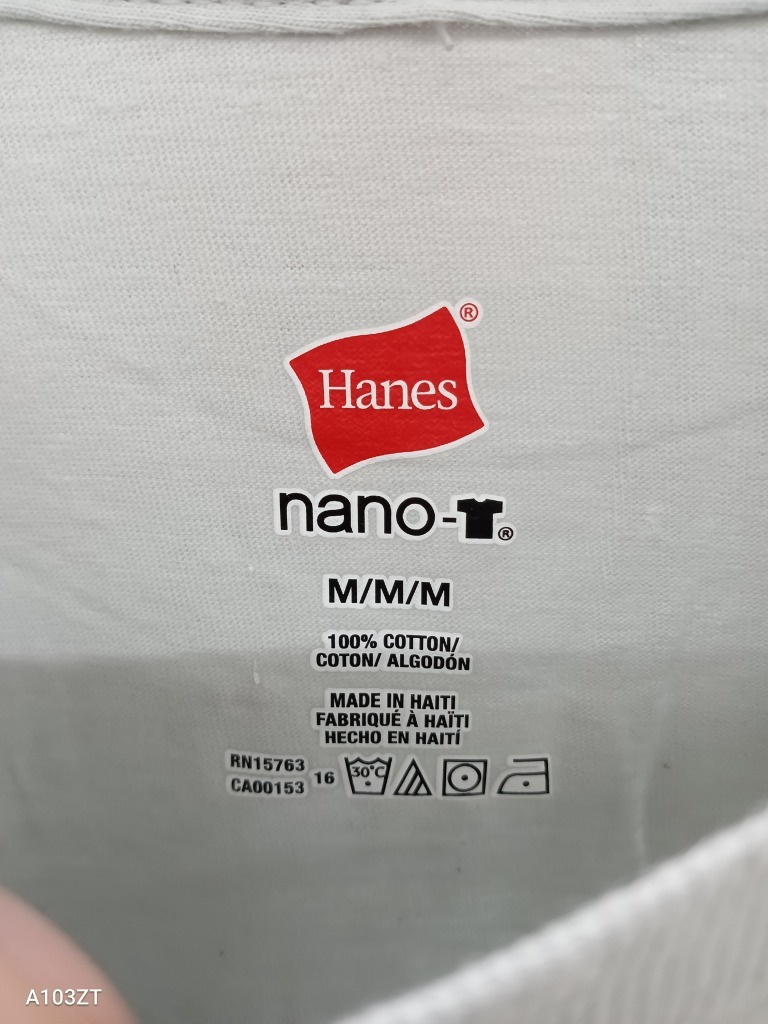 Hanes®
nano-T®
M/M/M
100% COTTON/
COTON/ ALGODÓN
MADE IN HAITI
FABRIQUÉ À HAÏTI
HECHO EN HAITÍ
RN15763
CA00153
16
30°C
A103ZT